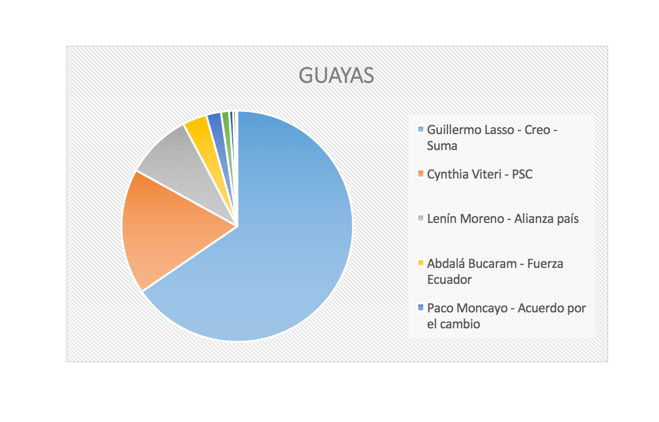 GUAYAS
Guillermo Lasso - Creo -
Suma
Cynthia Viteri - PSC
Lenín Moreno - Alianza país
Abdalá Bucaram - Fuerza
Ecuador
Paco Moncayo - Acuerdo por
el cambio